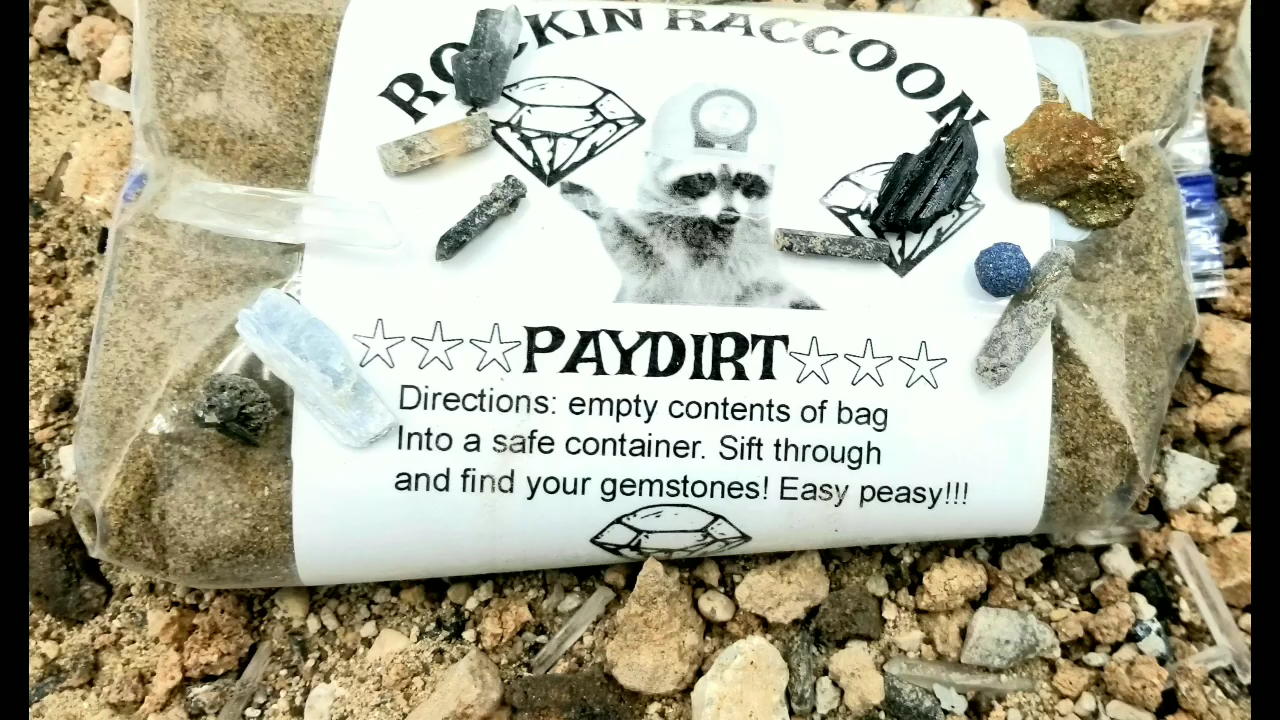 ROCKIN RACCOON
☆☆☆PAYDIRT☆☆☆
Directions: empty contents of bag
Into a safe container. Sift through
and find your gemstones! Easy peasy!!!